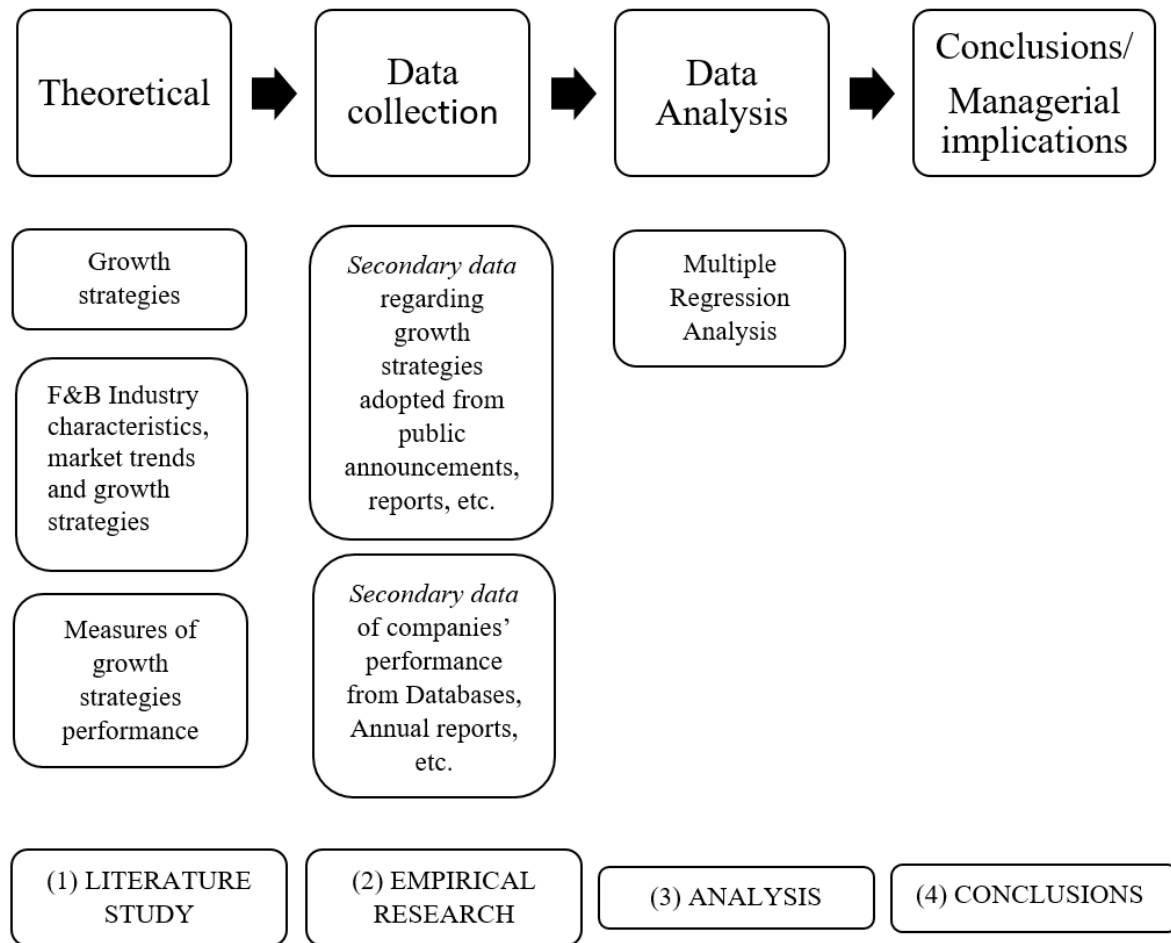 Theoretical
Data
collection
Data
Analysis
Conclusions/
Managerial
implications
Growth
strategies
F&B Industry
characteristics,
market trends
and growth
strategies
Measures of
growth
strategies
performance
Secondary data
regarding
growth
strategies
adopted from
public
announcements,
reports, etc.
Secondary data
of companies’
performance
from Databases,
Annual reports,
etc.
Multiple
Regression
Analysis
(1) LITERATURE
STUDY
(2) EMPIRICAL
RESEARCH
(3) ANALYSIS
(4) CONCLUSIONS